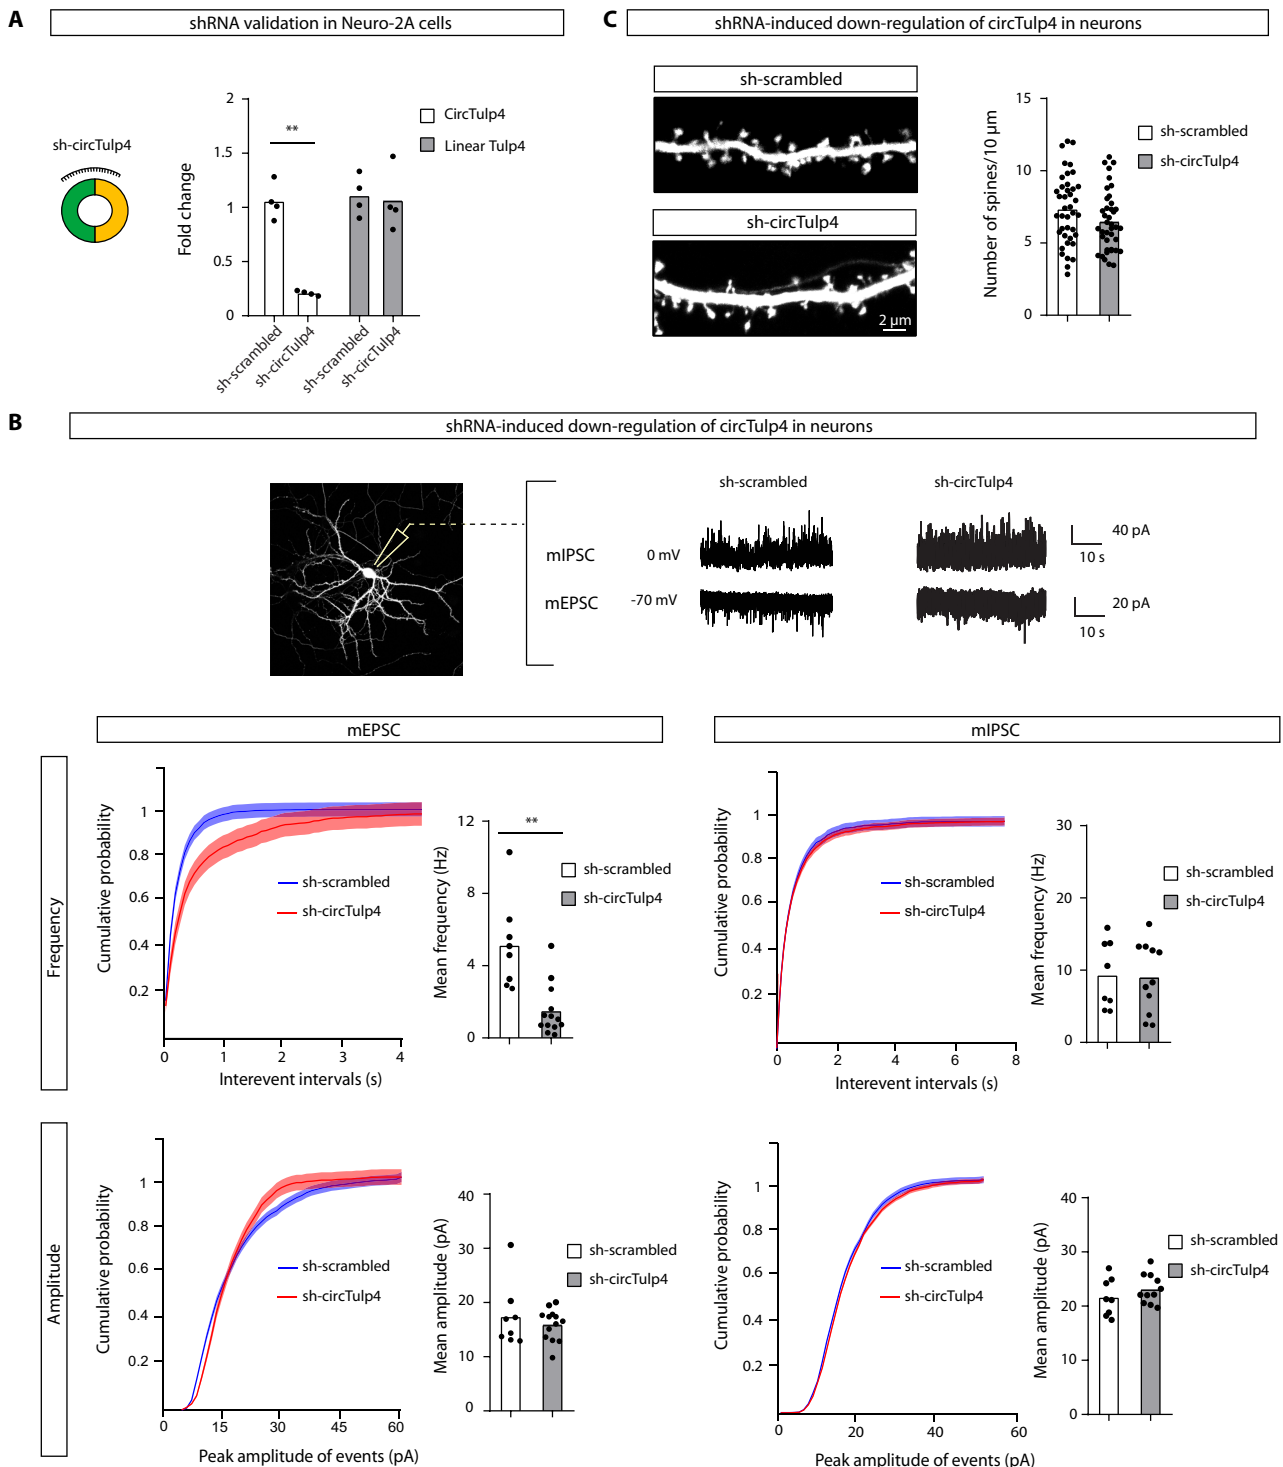 A
shRNA validation in Neuro-2A cells
sh-circTulp4
Fold change
2
1.5
1
0.5
0
**
CircTulp4
Linear Tulp4
sh-scrambled
sh-circTulp4
sh-scrambled
sh-circTulp4
C
shRNA-induced down-regulation of circTulp4 in neurons
sh-scrambled
sh-circTulp4
2 µm
Number of spines/10 µm
15
10
5
0
sh-scrambled
sh-circTulp4
B
shRNA-induced down-regulation of circTulp4 in neurons
sh-scrambled
sh-circTulp4
mIPSC
0 mV
40 pA
10 s
mEPSC
-70 mV
20 pA
10 s
mEPSC
mIPSC
Frequency
Cumulative probability
1
0.8
0.6
0.4
0.2
0
1
2
3
4
Interevent intervals (s)
sh-scrambled
sh-circTulp4
Mean frequency (Hz)
12
8
4
0
**
sh-scrambled
sh-circTulp4
Cumulative probability
1
0.8
0.6
0.4
0.2
0
2
4
6
8
Interevent intervals (s)
sh-scrambled
sh-circTulp4
Mean frequency (Hz)
30
20
10
0
sh-scrambled
sh-circTulp4
Amplitude
Cumulative probability
1
0.8
0.6
0.4
0.2
0
15
30
45
60
Peak amplitude of events (pA)
sh-scrambled
sh-circTulp4
Mean amplitude (pA)
40
30
20
10
0
sh-scrambled
sh-circTulp4
Cumulative probability
1
0.8
0.6
0.4
0.2
0
20
40
60
Peak amplitude of events (pA)
sh-scrambled
sh-circTulp4
Mean amplitude (pA)
40
30
20
10
0
sh-scrambled
sh-circTulp4